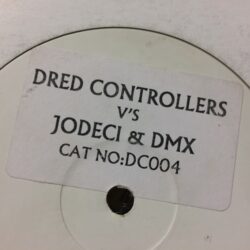 DRED CONTROLLERS
V'S
JODECI & DMX
CAT NO:DC004